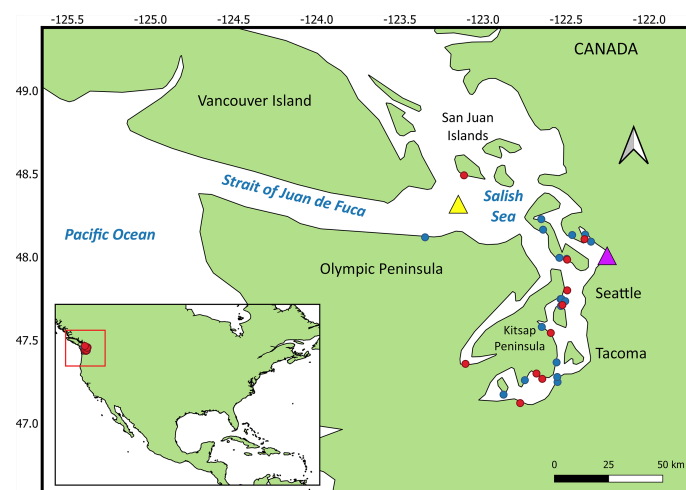 -125.5 -125.0 -124.5 -124.0 -123.5 -123.0 -122.5 -122.0
CANADA
49.0
Vancouver Island
San Juan
Islands
48.5
Strait of Juan de Fuca
Salish
Sea
Pacific Ocean
48.0
Olympic Peninsula
Seattle
47.5
Kitsap
Peninsula
Tacoma
47.0
0 25 50 km